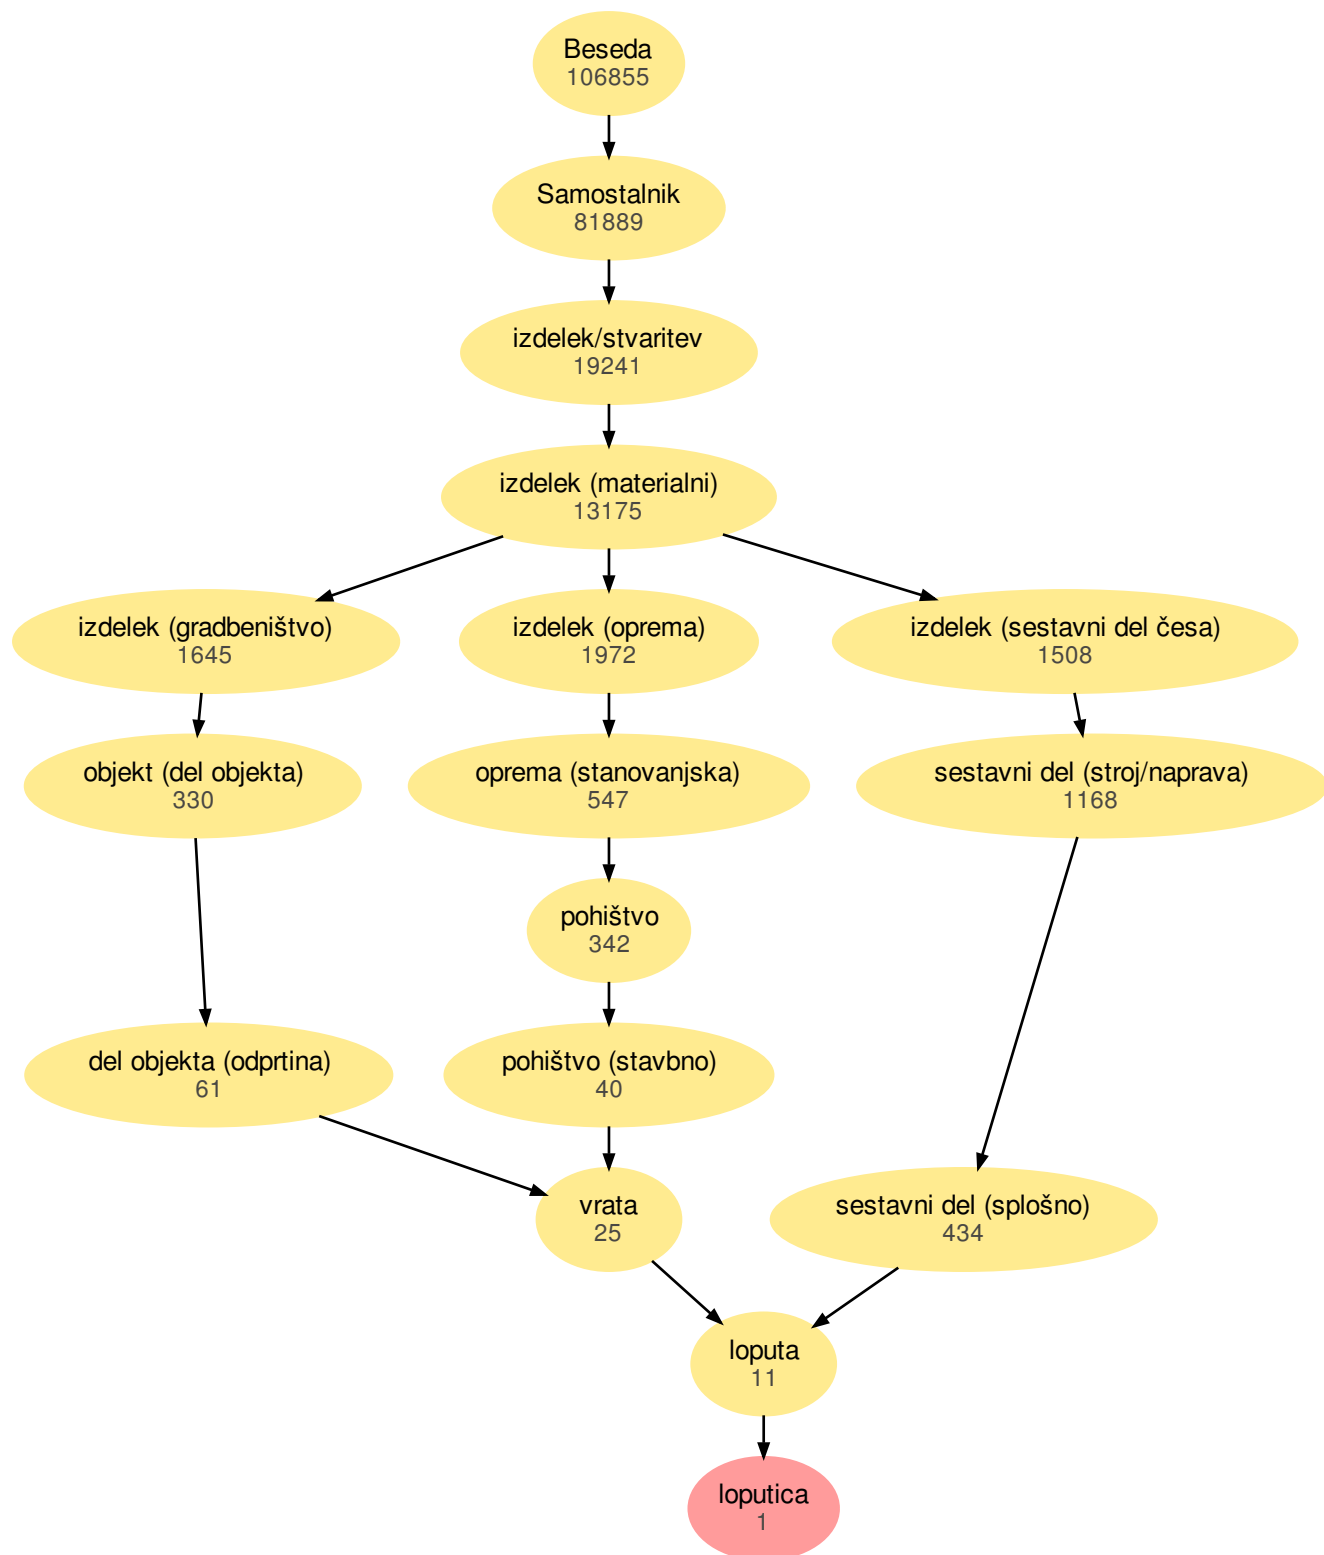 Beseda
106855
Samostalnik
81889
izdelek/stvaritev
19241
izdelek (materialni)
13175
izdelek (gradbeništvo)
1645
izdelek (oprema)
1972
izdelek (sestavni del česa)
1508
objekt (del objekta)
330
oprema (stanovanjska)
547
sestavni del (stroj/naprava)
1168
pohištvo
342
del objekta (odprtina)
61
pohištvo (stavbno)
40
vrata
25
sestavni del (splošno)
434
loputa
11
loputica
1